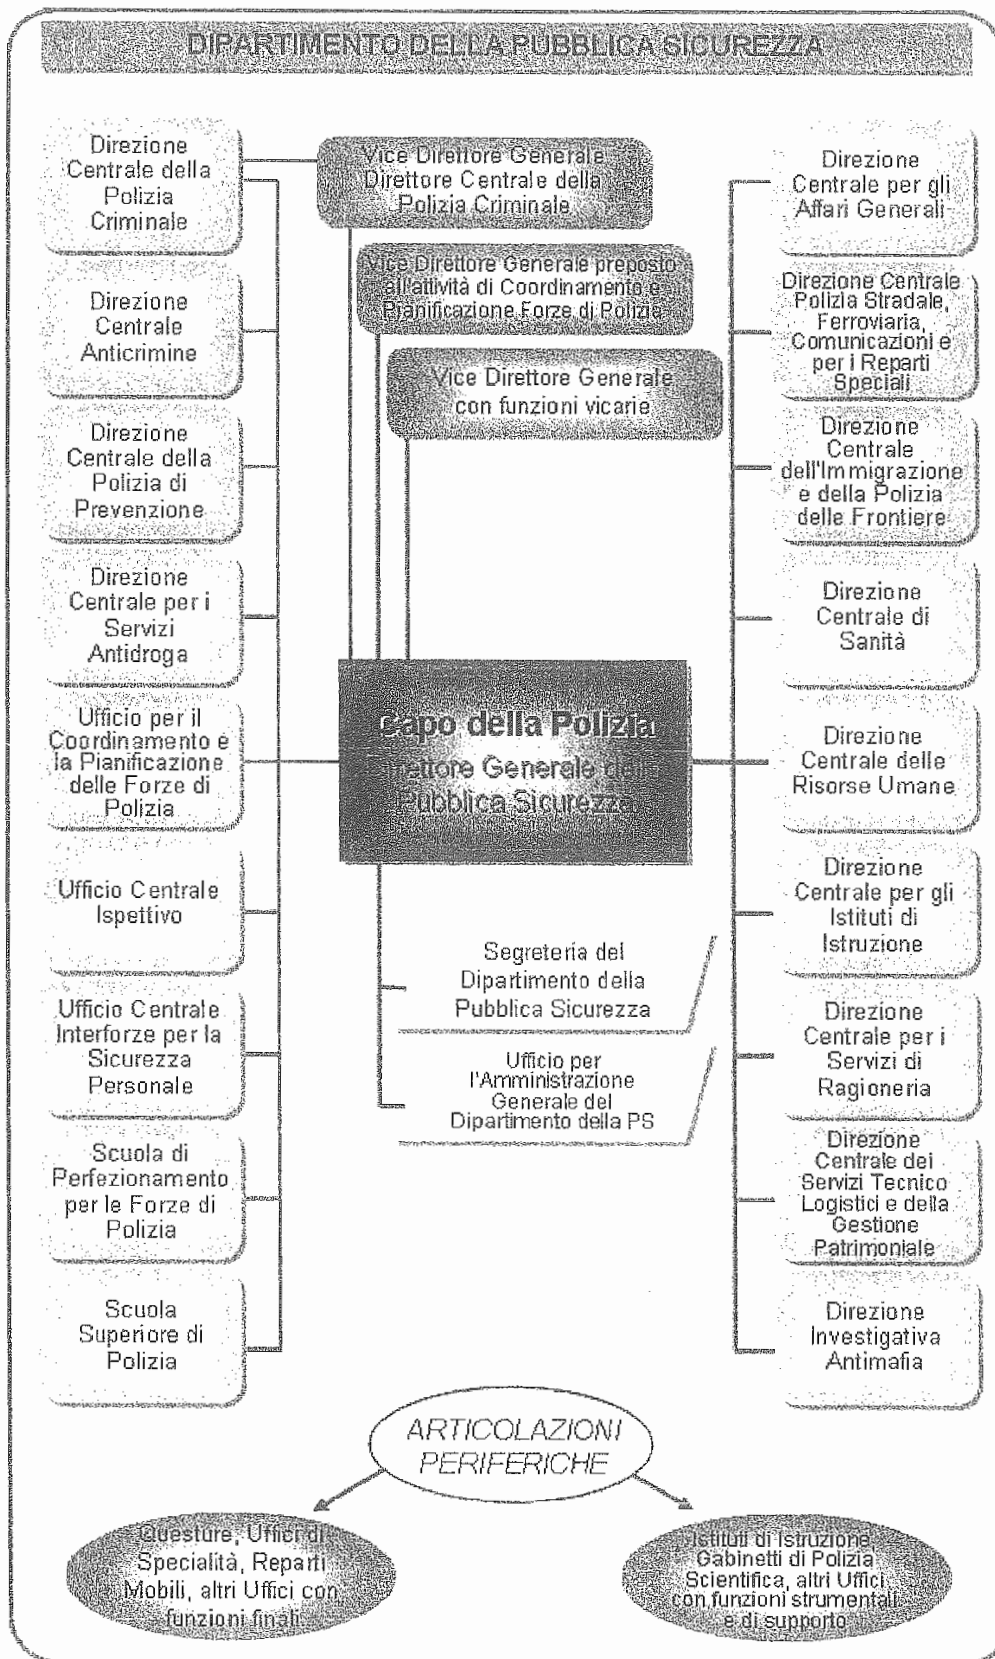 DIPARTIMENTO DELLA PUBBLICA SICUREZZA
Direzione
Centrale della
Polizia
Criminale
Direzione
Centrale
Anticrimine
Direzione
Centrale della
Polizia di
Prevenzione
Direzione
Centrale per i
Servizi
Antidroga
Ufficio per il
Coordinamento e
la Pianificazione
delle Forze di
Polizia
Ufficio Centrale
Ispettivo
Ufficio Centrale
Interforze per la
Sicurezza
Personale
Scuola di
Perfezionamento
per le Forze di
Polizia
Scuola
Superiore di
Polizia
Vice Direttore Generale
Direttore Centrale della
Polizia Criminale
Vice Direttore Generale preposto
all'attività di Coordinamento e
Pianificazione Forze di Polizia
Vice Direttore Generale
con funzioni vicarie
Capo della Polizia
Direttore Generale della
Pubblica Sicurezza
Segreteria del
Dipartimento della
Pubblica Sicurezza
Ufficio per
l'Amministrazione
Generale del
Dipartimento della PS
Direzione
Centrale per gli
Affari Generali
Direzione Centrale
Polizia Stradale,
Ferroviaria,
Comunicazioni e
per i Reparti
Speciali
Direzione
Centrale
dell'Immigrazione
e della Polizia
delle Frontiere
Direzione
Centrale di
Sanità
Direzione
Centrale delle
Risorse Umane
Direzione
Centrale per gli
Istituti di
Istruzione
Direzione
Centrale per i
Servizi di
Ragioneria
Direzione
Centrale dei
Servizi Tecnico
Logistici e della
Gestione
Patrimoniale
Direzione
Investigativa
Antimafia
ARTICOLAZIONI
PERIFERICHE
Questure, Uffici di
Specialità, Reparti
Mobili, altri Uffici con
funzioni finali
Istituti di Istruzione,
Gabinetti di Polizia
Scientifica, altri Uffici
con funzioni strumentali
e di supporto